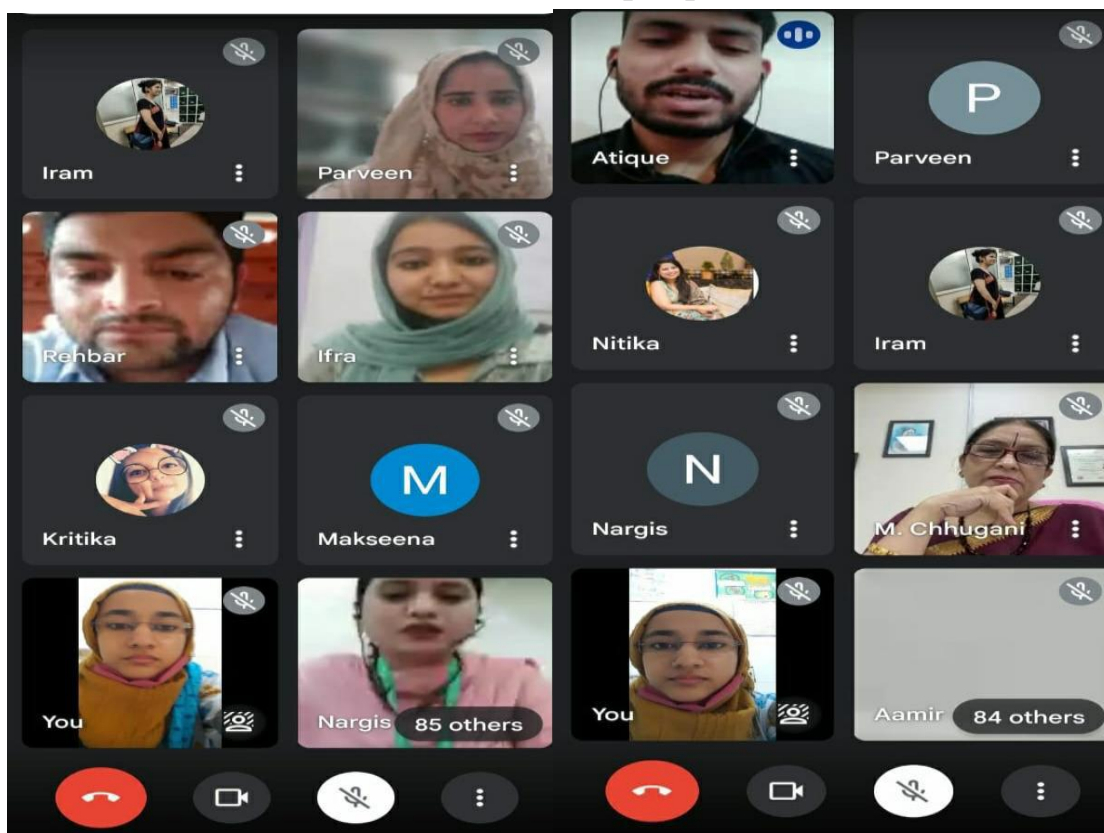 Iram
Parveen
Rehbar
Ifra
Kritika
M
Makseena
You
Nargis
85 others
Atique
P
Parveen
Nitika
Iram
N
Nargis
M. Chhugani
You
Aamir
84 others